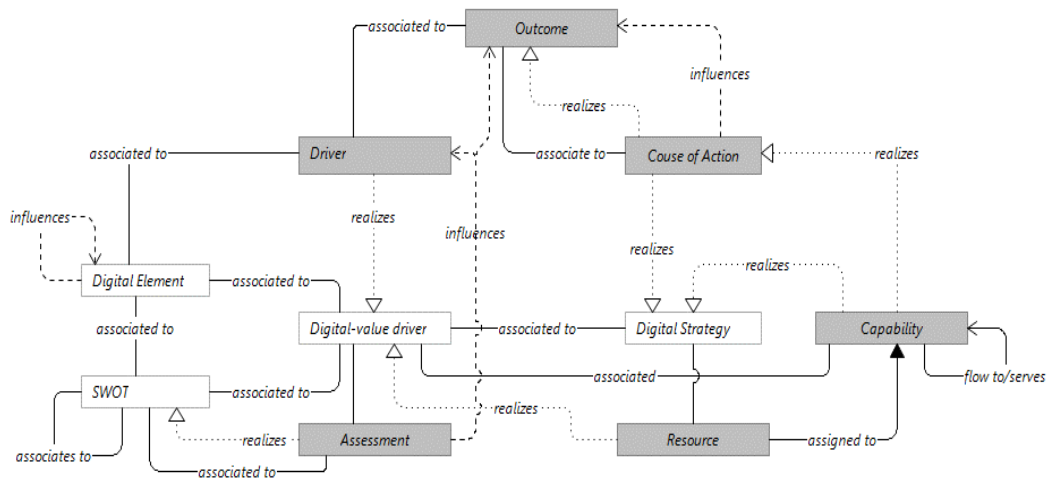 associated to
Outcome
influences
realizes
associated to
Driver
associate to
Couse of Action
realizes
realizes
influences
influences
realizes
realizes
Digital Element
associated to
associated to
Digital-value driver
associated to
Digital Strategy
Capability
associated
flow to/serves
SWOT
associated to
realizes
realizes
Assessment
Resource
assigned to
associates to
associated to